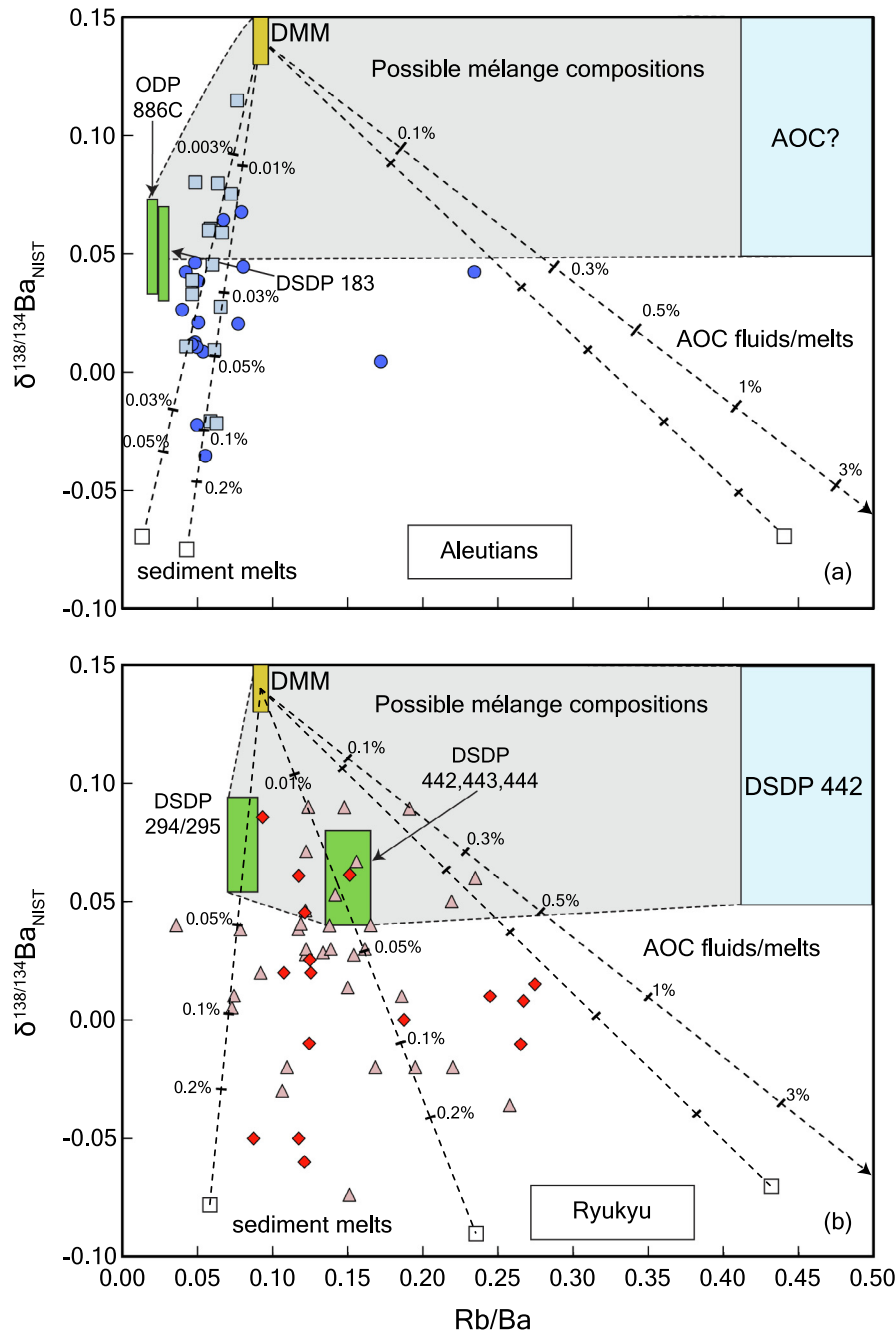 0.15
DMM
ODP
886C
Possible mélange compositions
0.10
0.003%
0.01%
0.1%
AOC?
0.05
DSDP 183
0.3%
0.03%
0.5%
δ138/134BaNIST
AOC fluids/melts
0.00
0.05%
1%
0.03%
0.05%
0.1%
3%
-0.05
0.2%
Aleutians
sediment melts
(a)
-0.10
0.15
DMM
Possible mélange compositions
0.1%
0.10
0.01%
DSDP
442,443,444
DSDP
294/295
DSDP 442
0.3%
0.05
0.5%
0.05%
0.05%
AOC fluids/melts
δ138/134BaNIST
1%
0.00
0.1%
0.1%
0.2%
0.2%
3%
-0.05
sediment melts
Ryukyu
(b)
-0.10
0.00
0.05
0.10
0.15
0.20
0.25
0.30
0.35
0.40
0.45
0.50
Rb/Ba